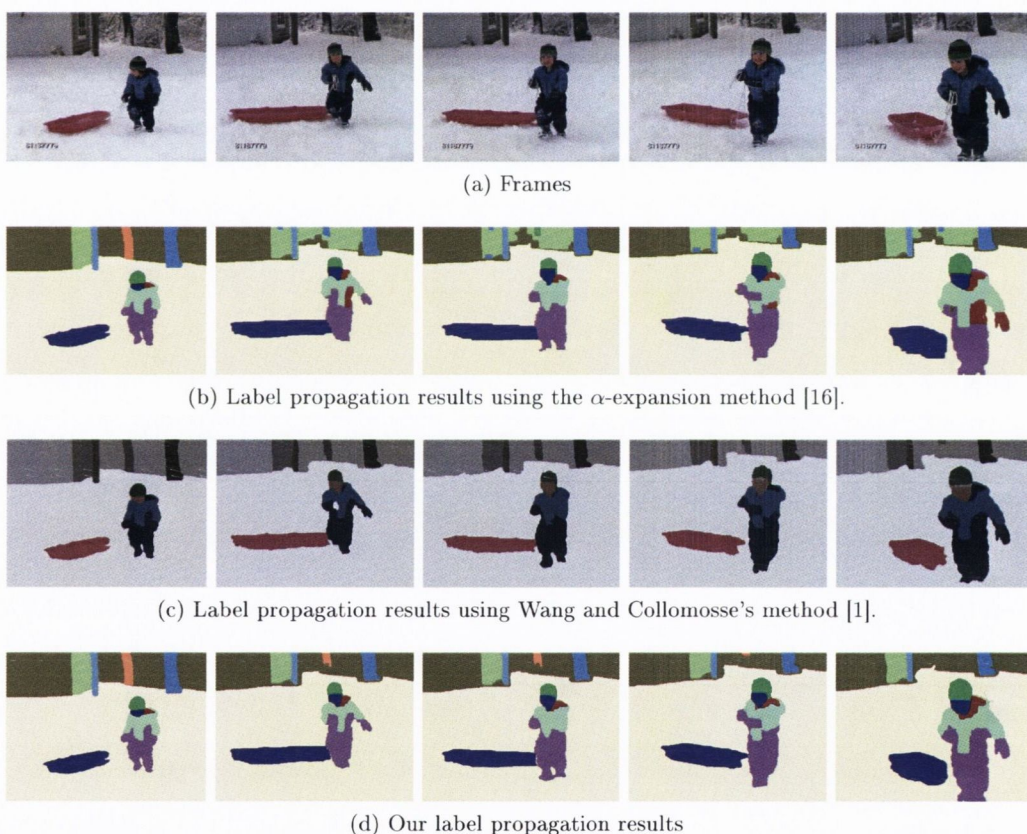 (a) Frames
(b) Label propagation results using the α-expansion method [16].
(c) Label propagation results using Wang and Collomosse's method [1].
(d) Our label propagation results